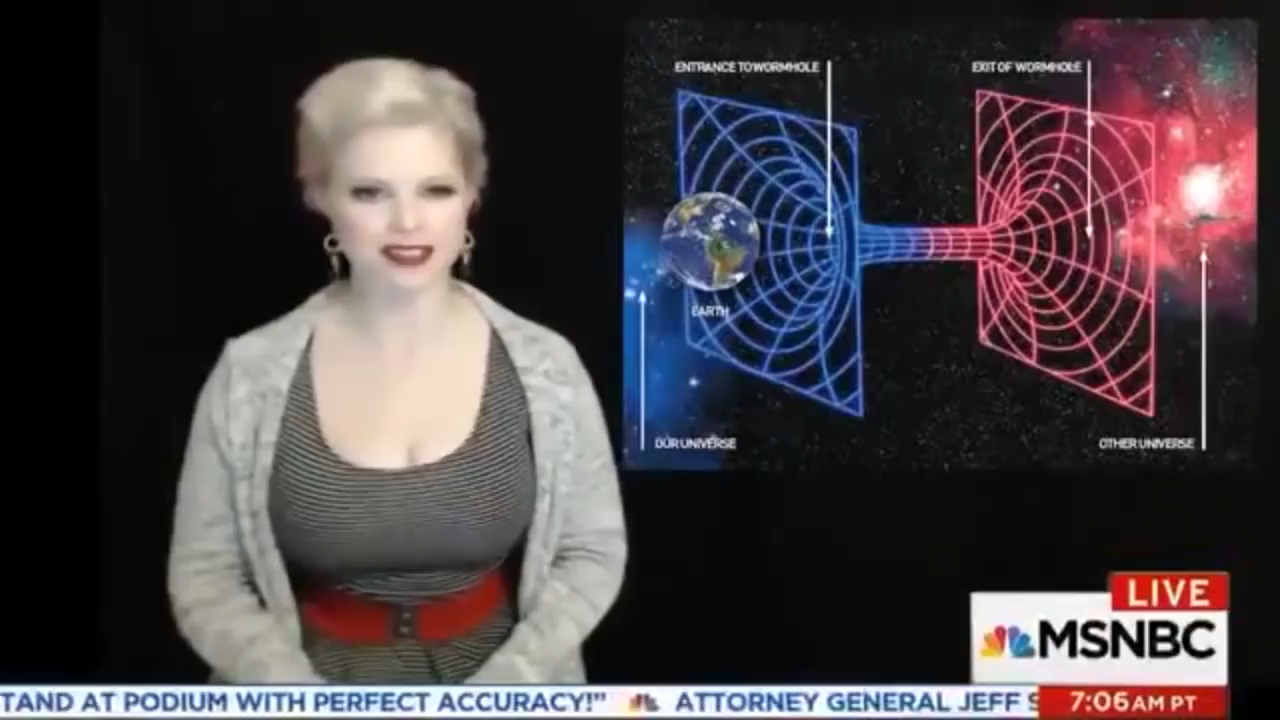 ENTRANCE TO WORMHOLE
EXIT OF WORMHOLE
EARTH
OUR UNIVERSE
OTHER UNIVERSE
LIVE
MSNBC
TAND AT PODIUM WITH PERFECT ACCURACY!” ATTORNEY GENERAL JEFF S
7:06 AM PT